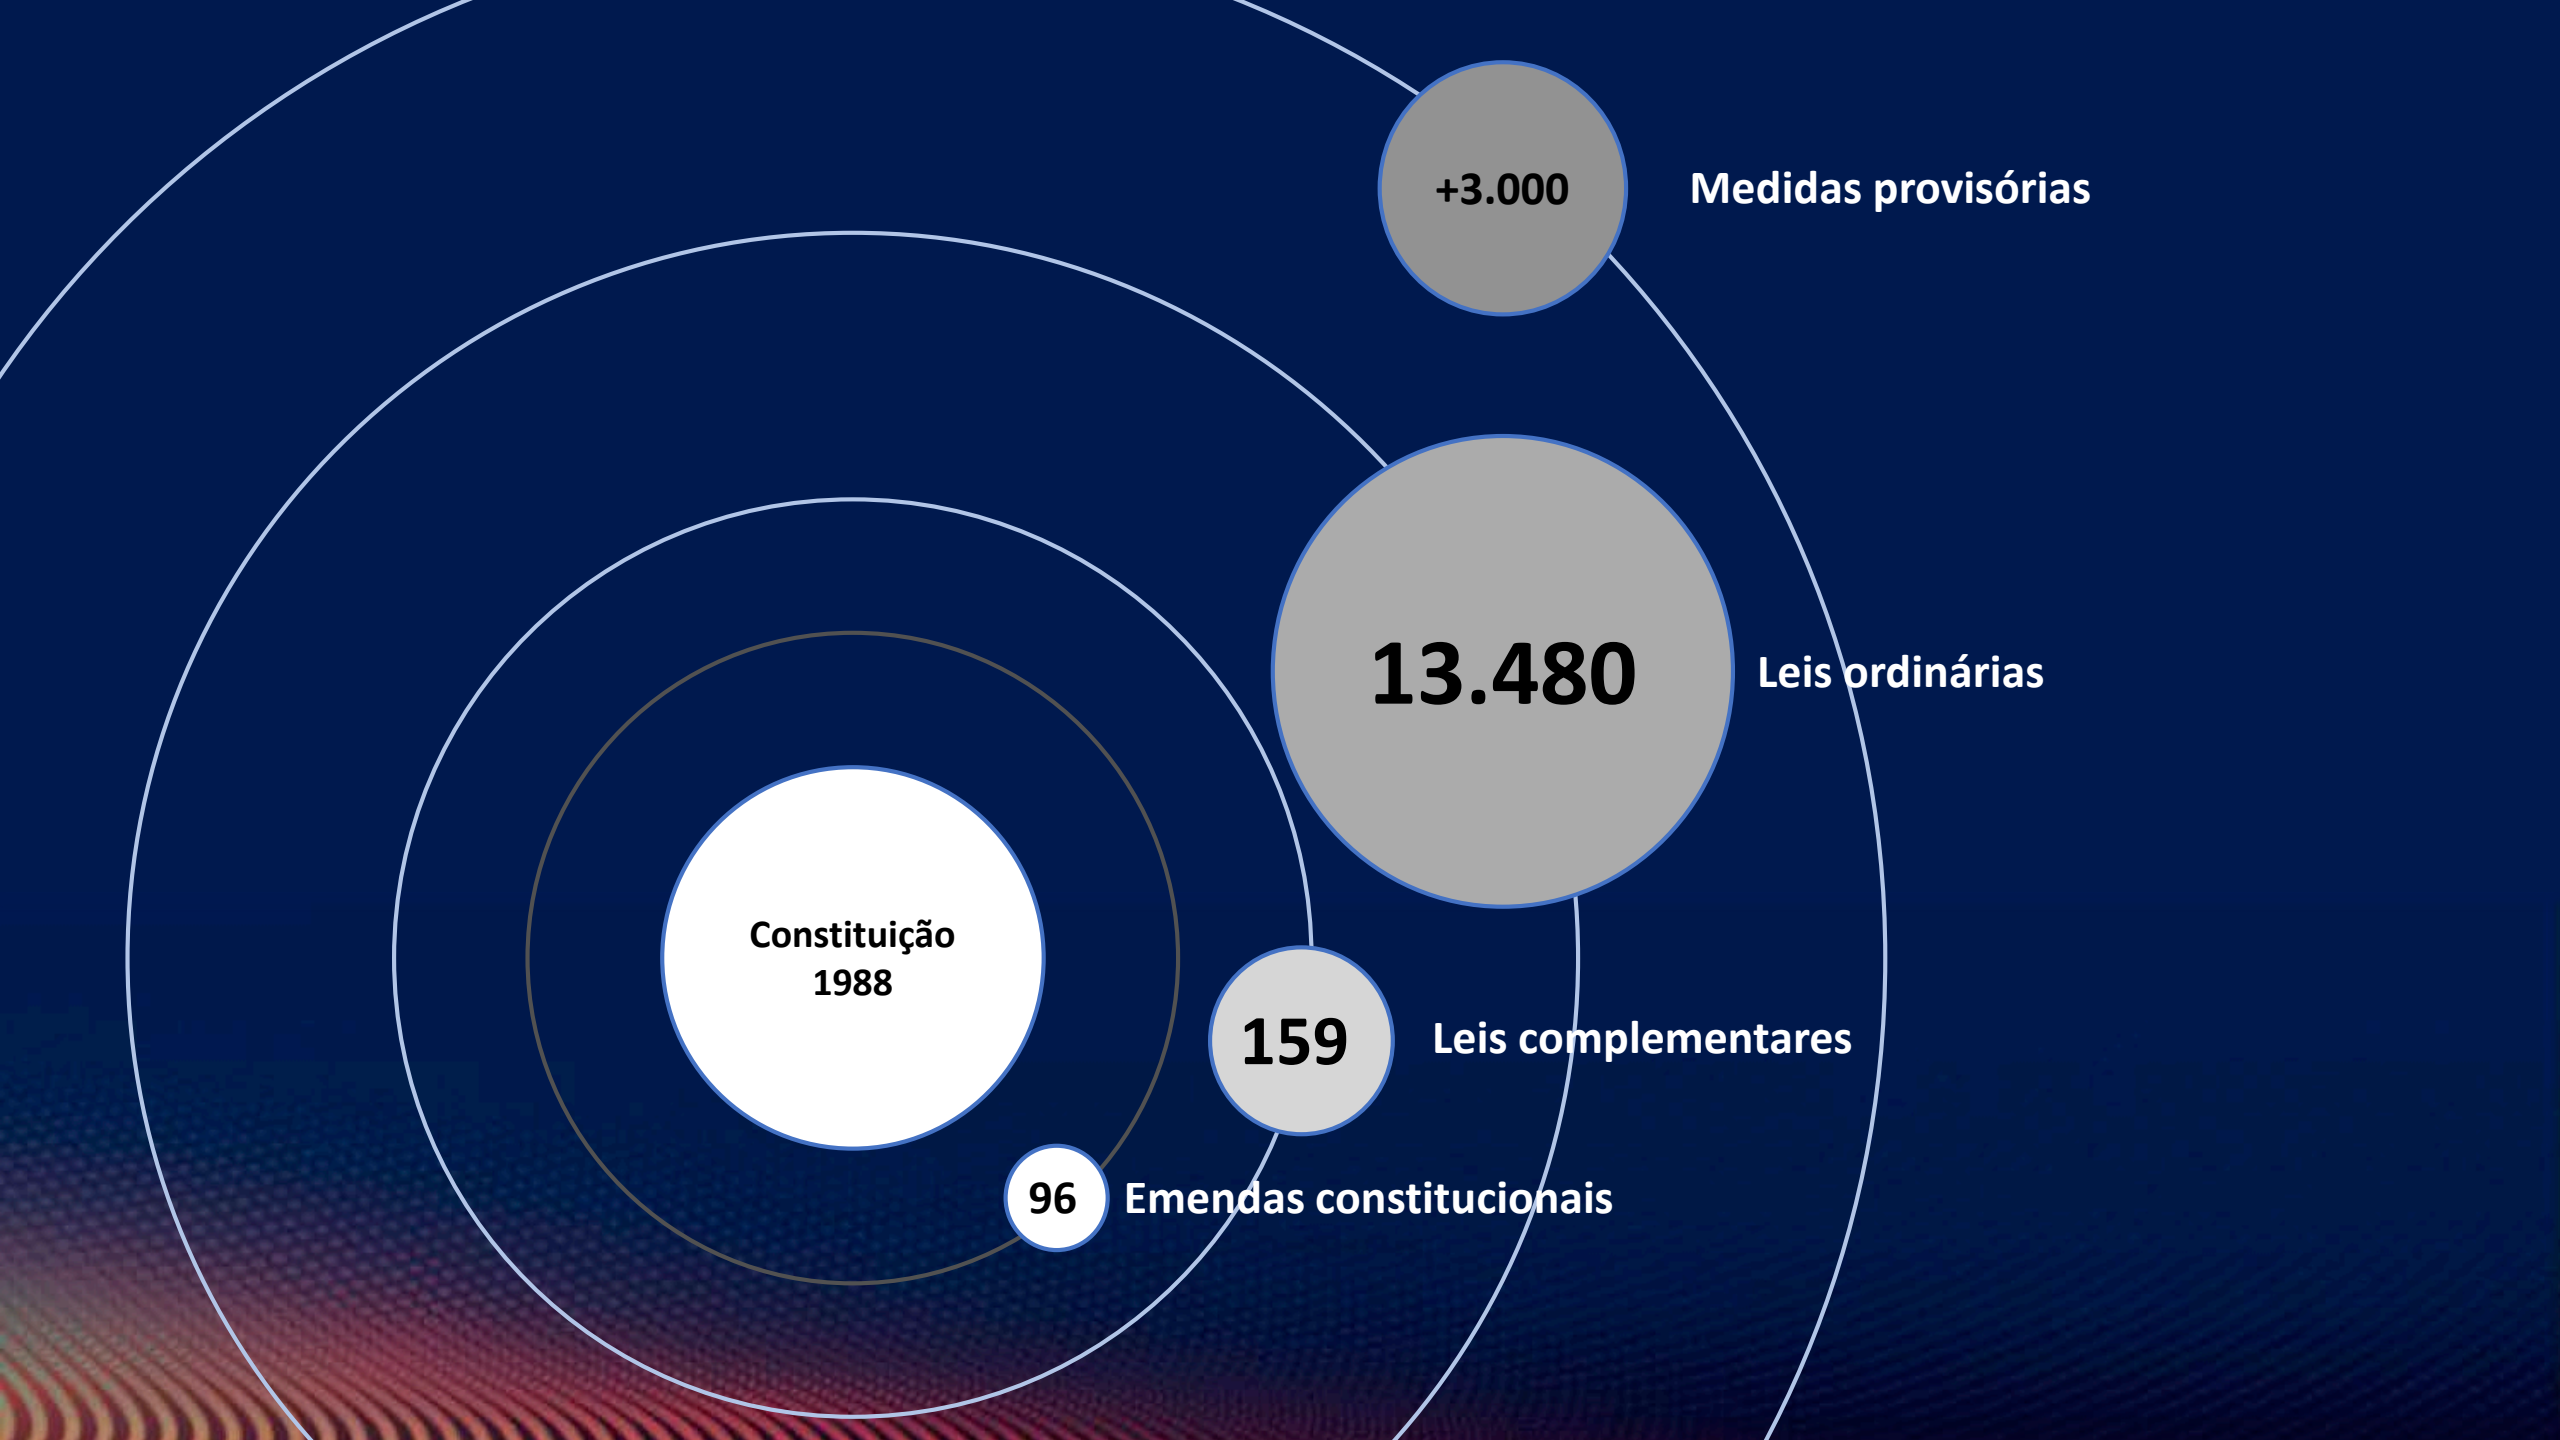 +3.000
Medidas provisórias
13.480
Leis ordinárias
Constituição
1988
159
Leis complementares
96
Emendas constitucionais